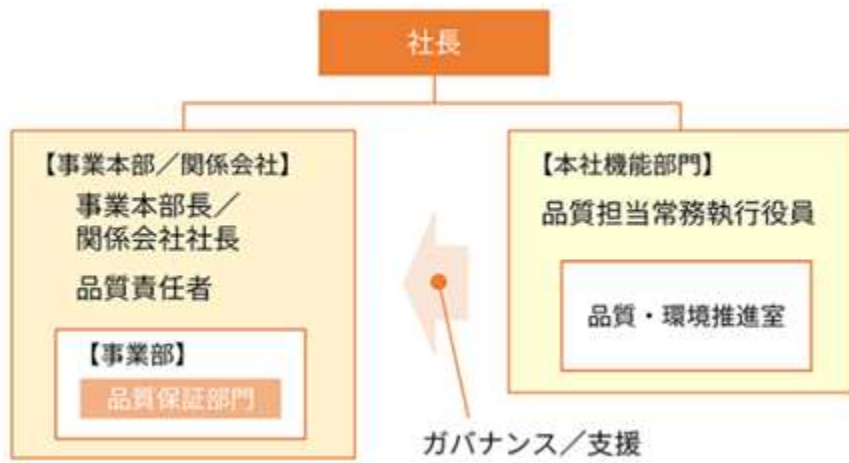 社長
【事業本部／関係会社】
事業本部長／
関係会社社長
品質責任者
【事業部】
品質保証部門
【本社機能部門】
品質担当常務執行役員
品質・環境推進室
ガバナンス／支援